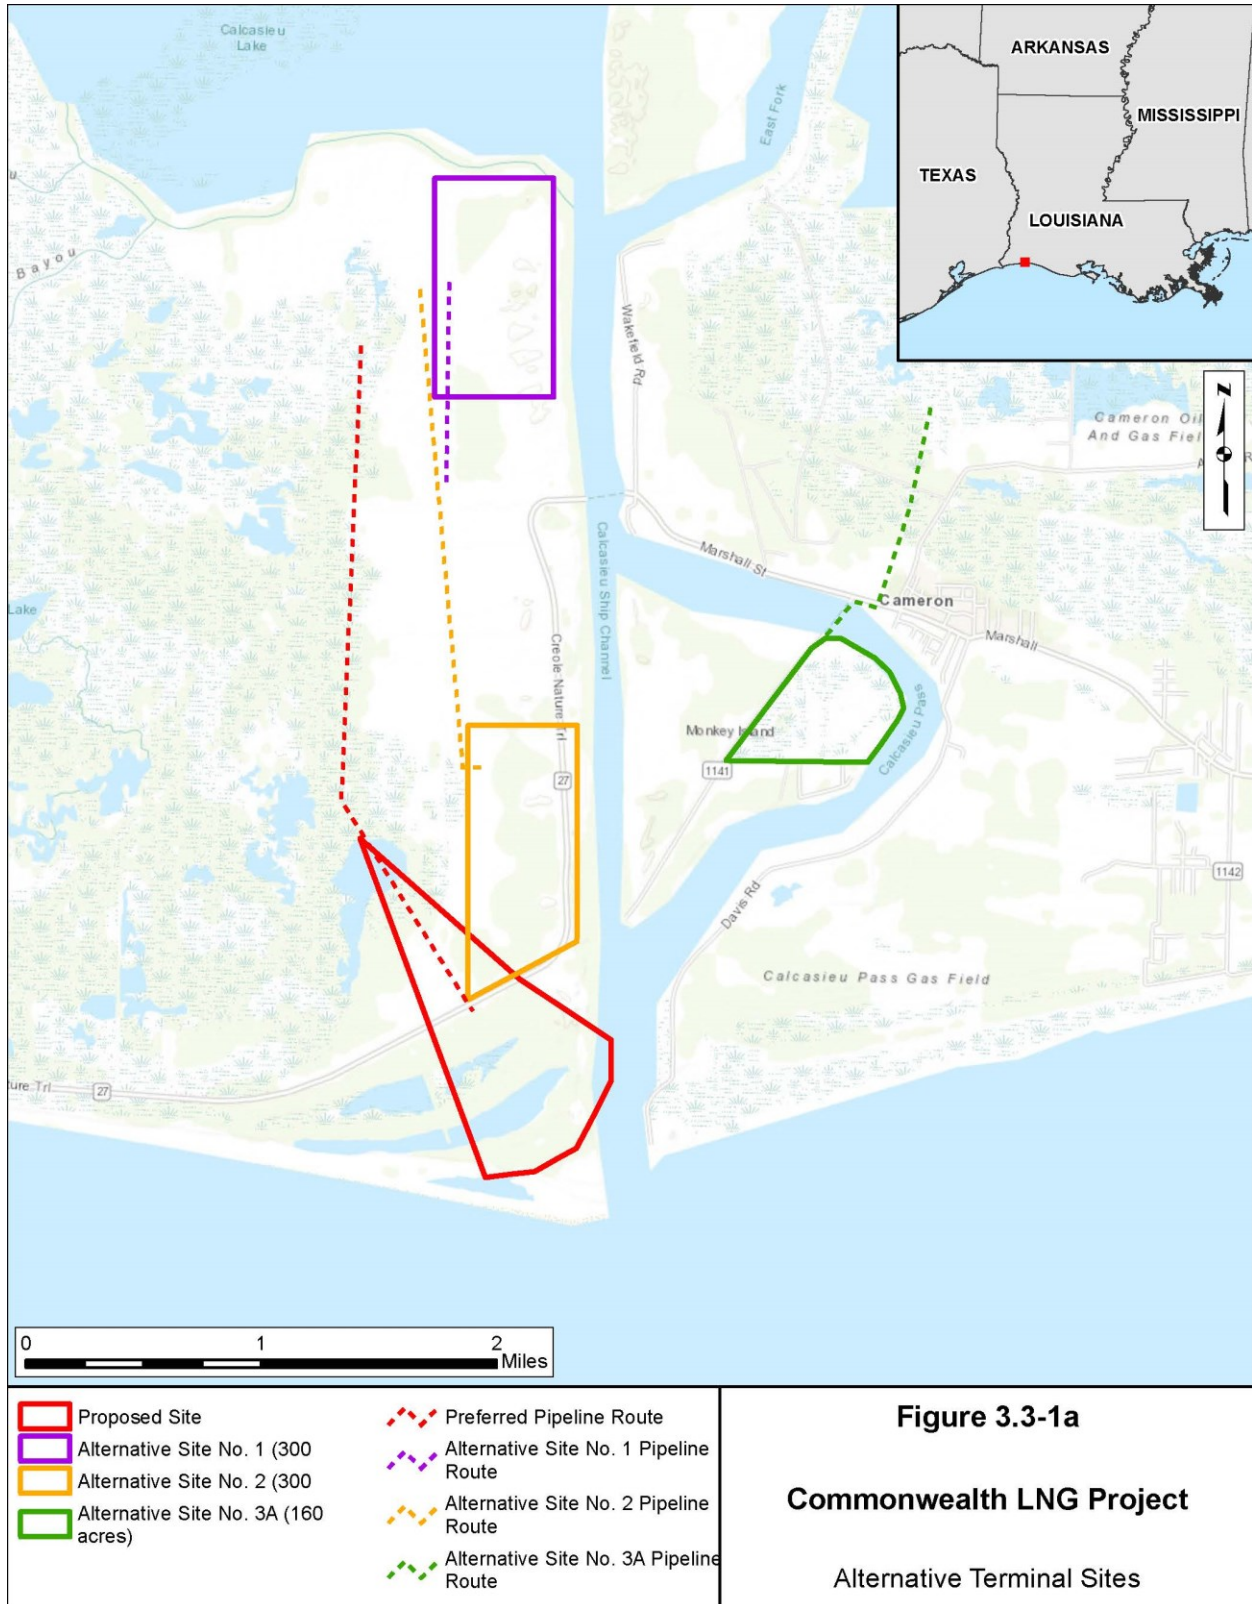 Calcasieu
Lake
East Fork
ARKANSAS
MISSISSIPPI
TEXAS
LOUISIANA
Bayou
Wakefield Rd
N
Cameron Oil
And Gas Fiel
Marshall St
Cameron
Marshall
Lake
Calcasieu Ship Channel
Creole Nature Trl
Monkey Island
1141
Calcasieu Pass
27
1142
Davis Rd
Calcasieu Pass Gas Field
ture Trl
27
0 1 2
Miles
Proposed Site
Alternative Site No. 1 (300
Alternative Site No. 2 (300
Alternative Site No. 3A (160
acres)
Preferred Pipeline Route
Alternative Site No. 1 Pipeline
Route
Alternative Site No. 2 Pipeline
Route
Alternative Site No. 3A Pipeline
Route
Figure 3.3-1a
Commonwealth LNG Project
Alternative Terminal Sites